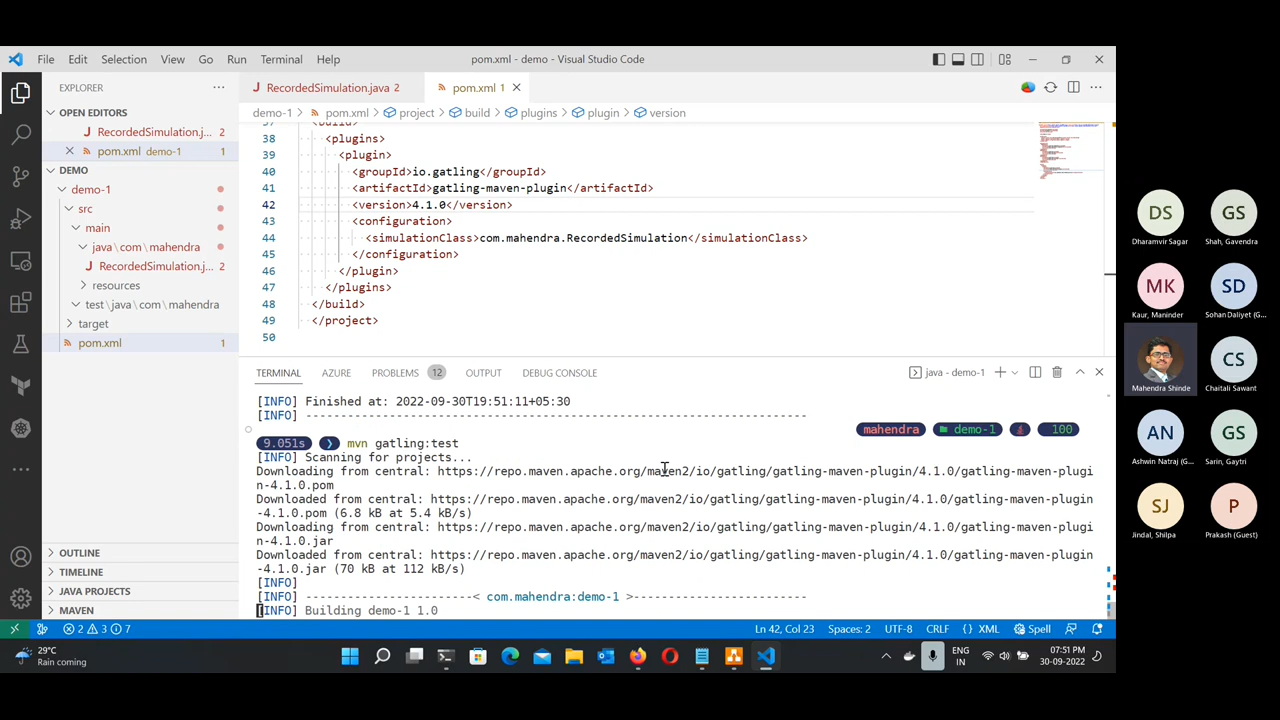 File Edit Selection View Go Run Terminal Help
pom.xml - demo - Visual Studio Code
EXPLORER
OPEN EDITORS
RecordedSimulation.j... 2
pom.xml demo-1 1
DEMO
demo-1
src
main
java\com\mahendra
RecordedSimulation.j... 2
resources
test\java\com\mahendra
target
pom.xml 1
OUTLINE
TIMELINE
JAVA PROJECTS
MAVEN
RecordedSimulation.java 2
pom.xml 1
demo-1 > pom.xml > project > build > plugins > plugin > version
38 <plugins>
39 <plugin>
40 <groupId>io.gatling</groupId>
41 <artifactId>gatling-maven-plugin</artifactId>
42 <version>4.1.0</version>
43 <configuration>
44 <simulationClass>com.mahendra.RecordedSimulation</simulationClass>
45 </configuration>
46 </plugin>
47 </plugins>
48 </build>
49 </project>
50
TERMINAL AZURE PROBLEMS 12 OUTPUT DEBUG CONSOLE
java - demo-1
[INFO] Finished at: 2022-09-30T19:51:11+05:30
[INFO] ------------------------------------------------------------------------
mahendra demo-1 100
9.051s mvn gatling:test
[INFO] Scanning for projects...
Downloading from central: https://repo.maven.apache.org/maven2/io/gatling/gatling-maven-plugin/4.1.0/gatling-maven-plugi
n-4.1.0.pom
Downloaded from central: https://repo.maven.apache.org/maven2/io/gatling/gatling-maven-plugin/4.1.0/gatling-maven-plugin
-4.1.0.pom (6.8 kB at 5.4 kB/s)
Downloading from central: https://repo.maven.apache.org/maven2/io/gatling/gatling-maven-plugin/4.1.0/gatling-maven-plugi
n-4.1.0.jar
Downloaded from central: https://repo.maven.apache.org/maven2/io/gatling/gatling-maven-plugin/4.1.0/gatling-maven-plugin
-4.1.0.jar (70 kB at 112 kB/s)
[INFO]
[INFO] -------------------------< com.mahendra:demo-1 >-------------------------
[INFO] Building demo-1 1.0
2 3 7
Ln 42, Col 23 Spaces: 2 UTF-8 CRLF {} XML Spell
29°C
Rain coming
ENG
IN
07:51 PM
30-09-2022
DS
Dharamvir Sagar
GS
Shah, Gavendra
MK
Kaur, Maninder
SD
Sohan Daliyet (G...
Mahendra Shinde
CS
Chaitali Sawant
AN
Ashwin Natraj (G...
GS
Sarin, Gaytri
SJ
Jindal, Shilpa
P
Prakash (Guest)